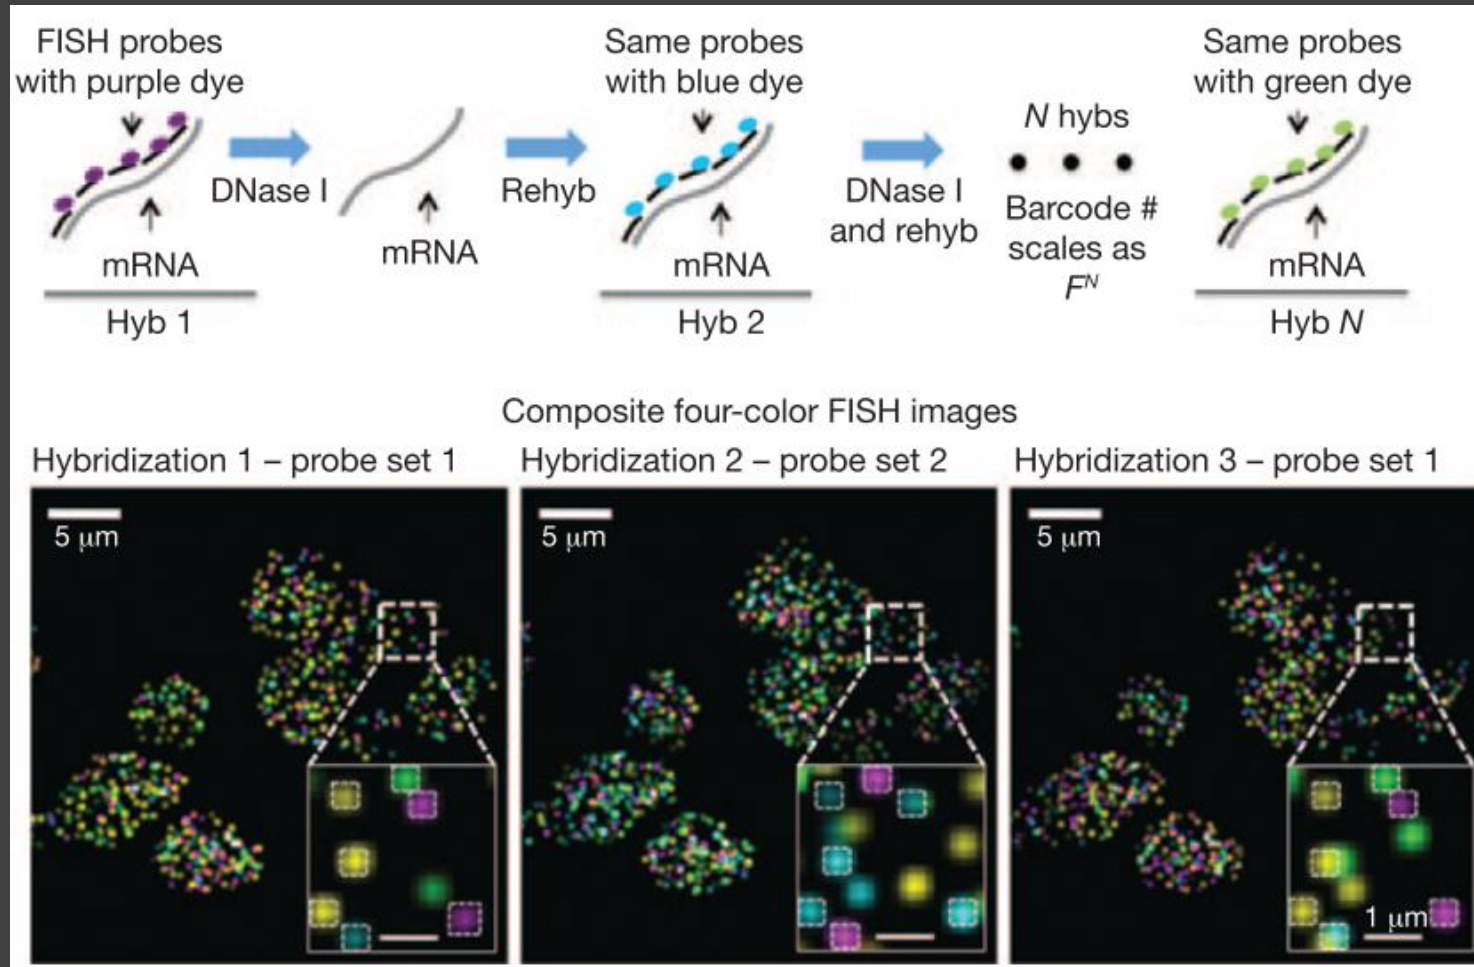 FISH probes
with purple dye
DNase I
mRNA
Hyb 1
mRNA
Rehyb
Same probes
with blue dye
mRNA
Hyb 2
DNase I
and rehyb
N hybs
Barcode #
scales as
F^N
Same probes
with green dye
mRNA
Hyb N
Composite four-color FISH images
Hybridization 1 – probe set 1
5 μm
Hybridization 2 – probe set 2
5 μm
Hybridization 3 – probe set 1
5 μm
1 μm